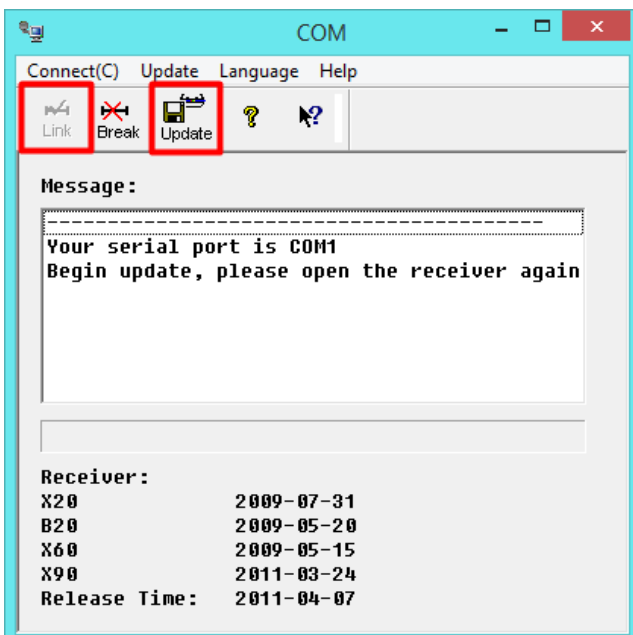 COM
Connect(C) Update Language Help
Link Break Update
Message:
------------------------------------------
Your serial port is COM1
Begin update, please open the receiver again
Receiver:
X20 2009-07-31
B20 2009-05-20
X60 2009-05-15
X90 2011-03-24
Release Time: 2011-04-07